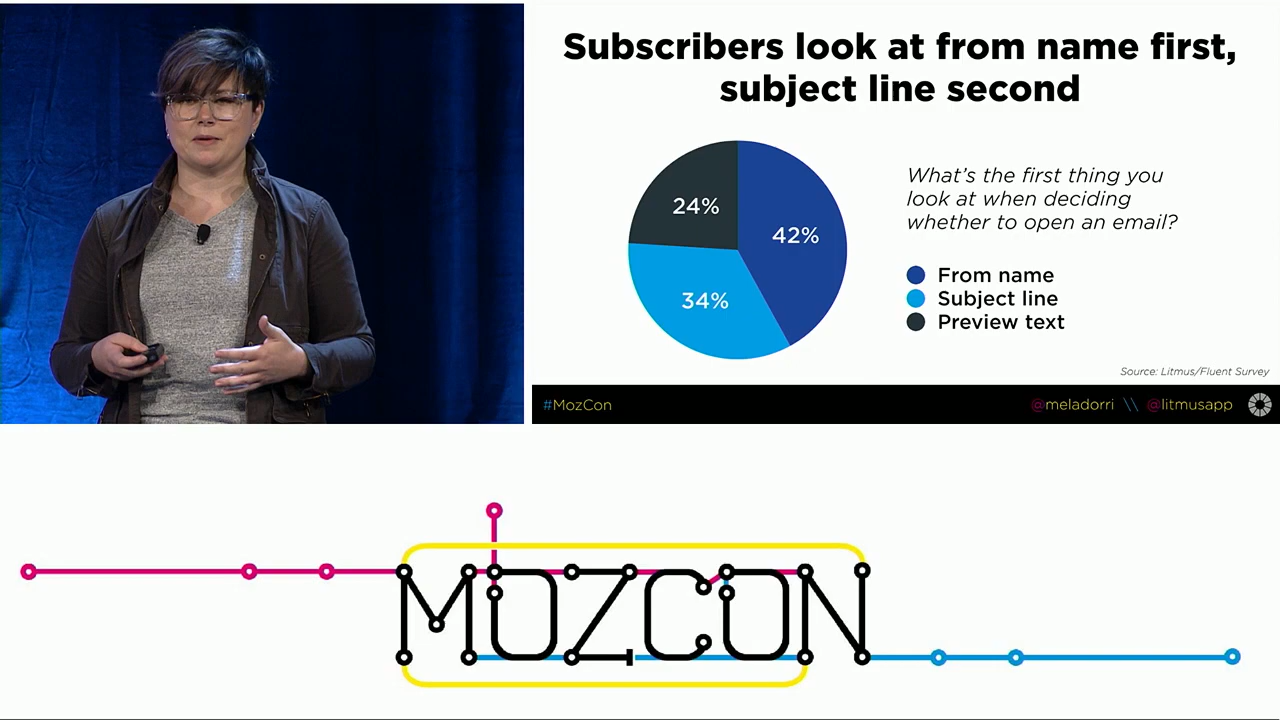 Subscribers look at from name first,
subject line second
24%
42%
34%
What's the first thing you
look at when deciding
whether to open an email?
From name
Subject line
Preview text
Source: Litmus/Fluent Survey
#MozCon
@meladorri \\ @litmusapp
MOZCON